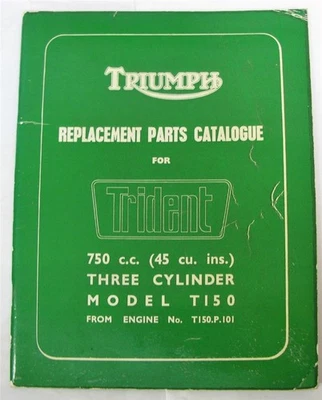 TRIUMPH
REPLACEMENT PARTS CATALOGUE
FOR
Trident
750 c.c. (45 cu. ins.)
THREE CYLINDER
MODEL T150
FROM ENGINE No. T150.P.101